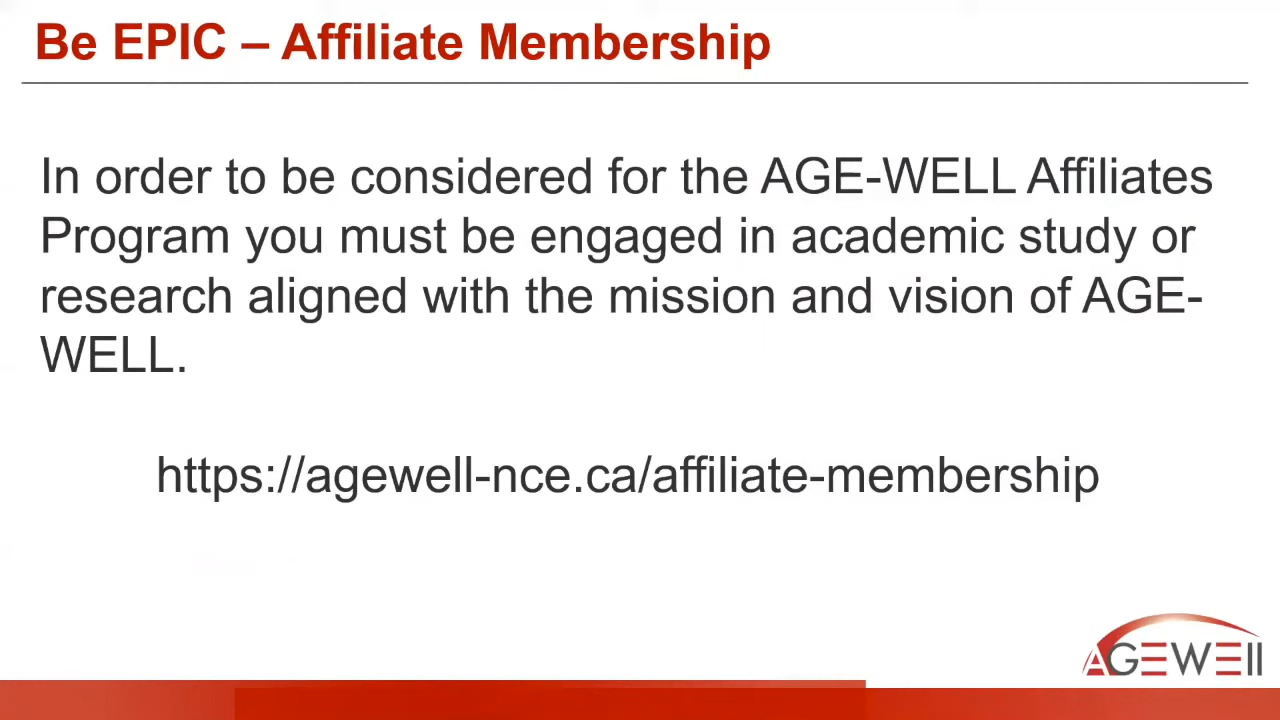 Be EPIC – Affiliate Membership
In order to be considered for the AGE-WELL Affiliates
Program you must be engaged in academic study or
research aligned with the mission and vision of AGE-
WELL.
https://agewell-nce.ca/affiliate-membership
AGEWELL